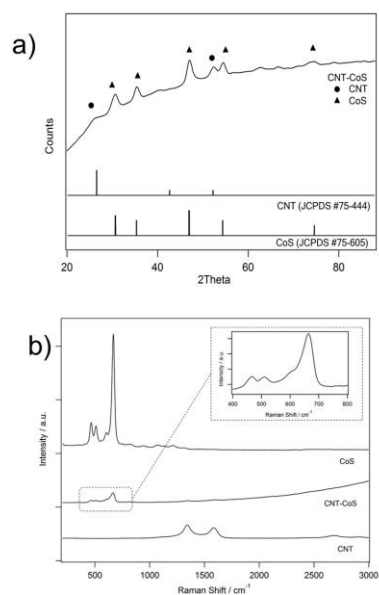 a)
Counts
CNT-CoS
● CNT
▲ CoS
CNT (JCPDS #75-444)
CoS (JCPDS #75-605)
20 40 60 80
2Theta
b)
Intensity / a.u.
Intensity / a.u.
400 500 600 700 800
Raman Shift / cm⁻¹
CoS
CNT-CoS
CNT
500 1000 1500 2000 2500 3000
Raman Shift / cm⁻¹